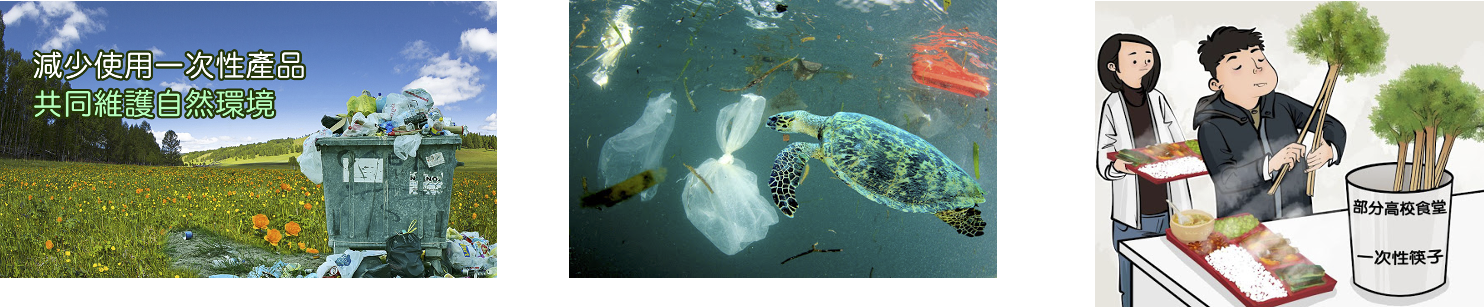 減少使用一次性產品
共同維護自然環境
部分高校食堂
一次性筷子